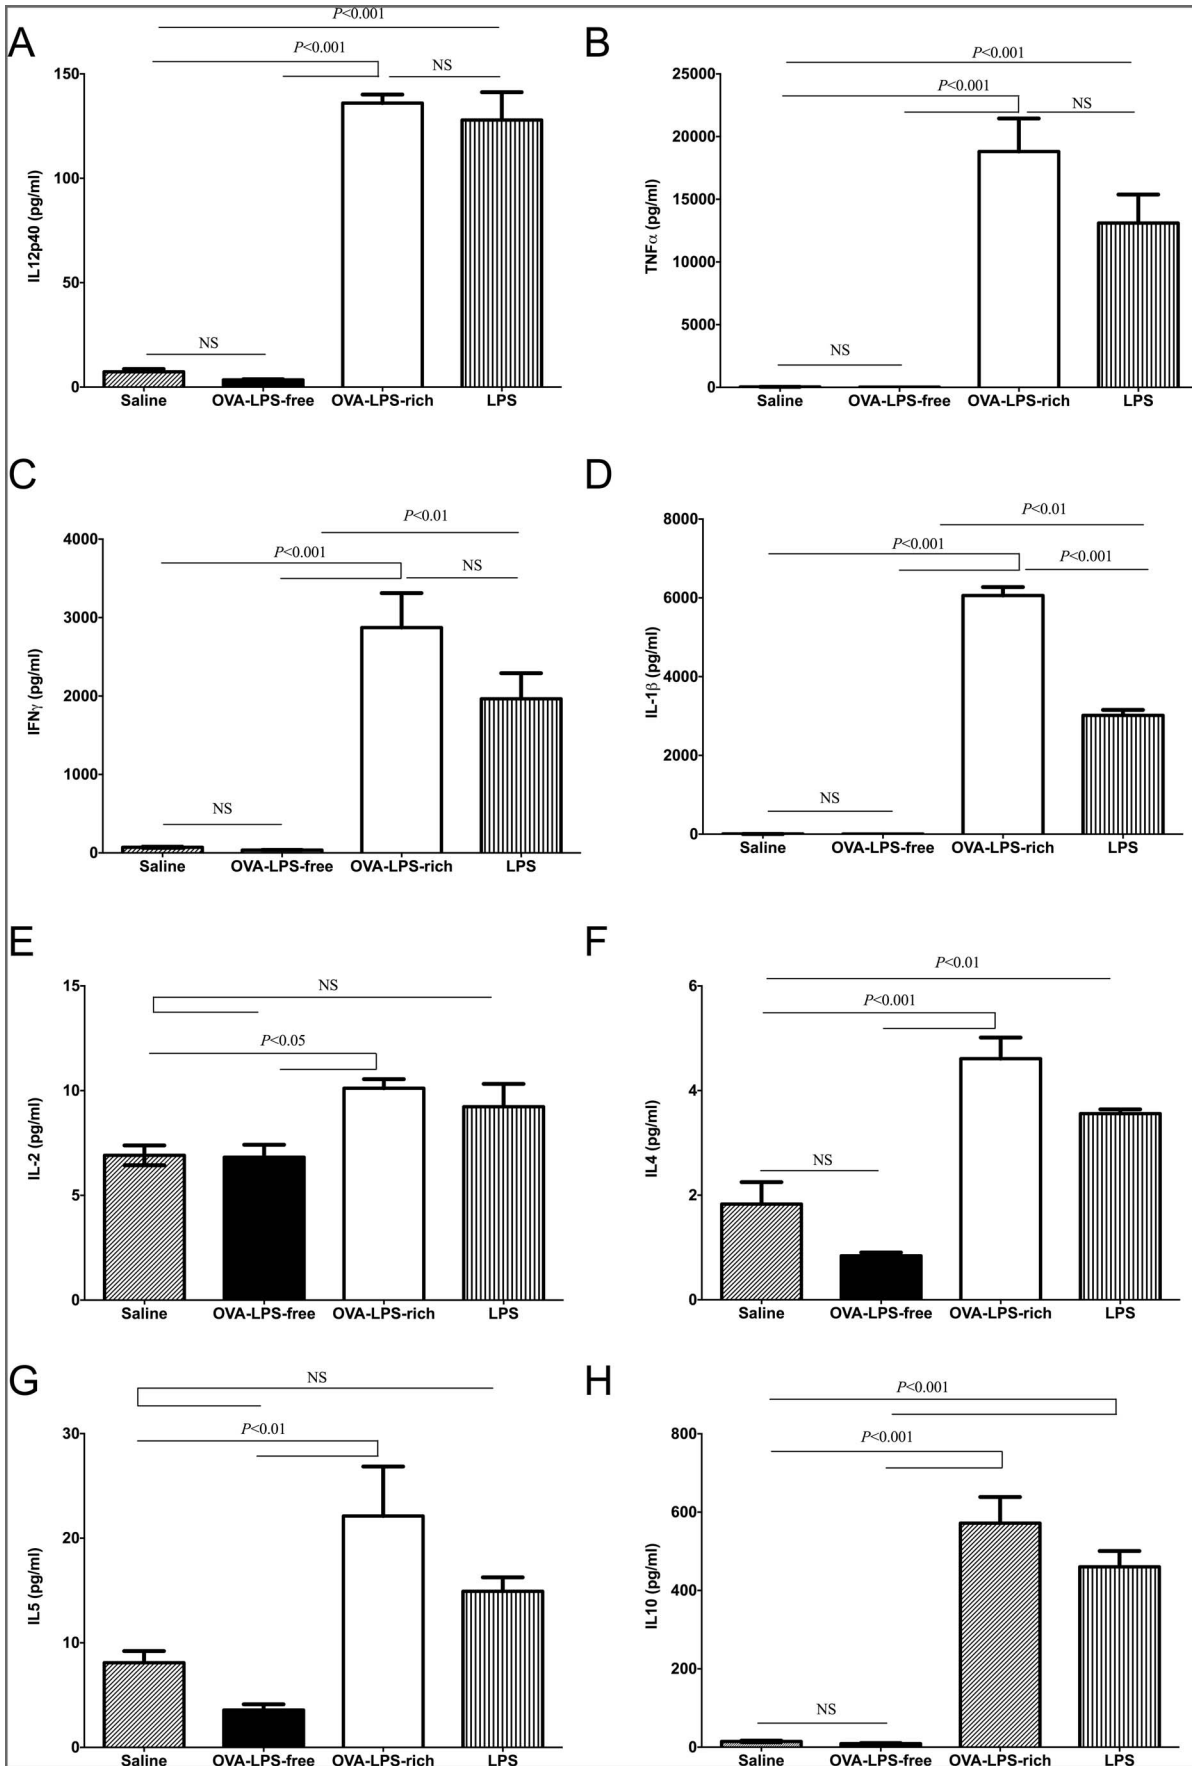 A
P<0.001
P<0.001
NS
150
100
50
0
IL12p40 (pg/ml)
NS
Saline
OVA-LPS-free
OVA-LPS-rich
LPS
B
P<0.001
P<0.001
NS
25000
20000
15000
10000
5000
0
TNFα (pg/ml)
NS
Saline
OVA-LPS-free
OVA-LPS-rich
LPS
C
P<0.01
P<0.001
NS
4000
3000
2000
1000
0
IFNγ (pg/ml)
NS
Saline
OVA-LPS-free
OVA-LPS-rich
LPS
D
P<0.01
P<0.001
P<0.001
8000
6000
4000
2000
0
IL-1β (pg/ml)
NS
Saline
OVA-LPS-free
OVA-LPS-rich
LPS
E
NS
P<0.05
15
10
5
0
IL-2 (pg/ml)
Saline
OVA-LPS-free
OVA-LPS-rich
LPS
F
P<0.01
P<0.001
6
4
2
0
IL4 (pg/ml)
NS
Saline
OVA-LPS-free
OVA-LPS-rich
LPS
G
NS
P<0.01
30
20
10
0
IL5 (pg/ml)
Saline
OVA-LPS-free
OVA-LPS-rich
LPS
H
P<0.001
P<0.001
800
600
400
200
0
IL10 (pg/ml)
NS
Saline
OVA-LPS-free
OVA-LPS-rich
LPS